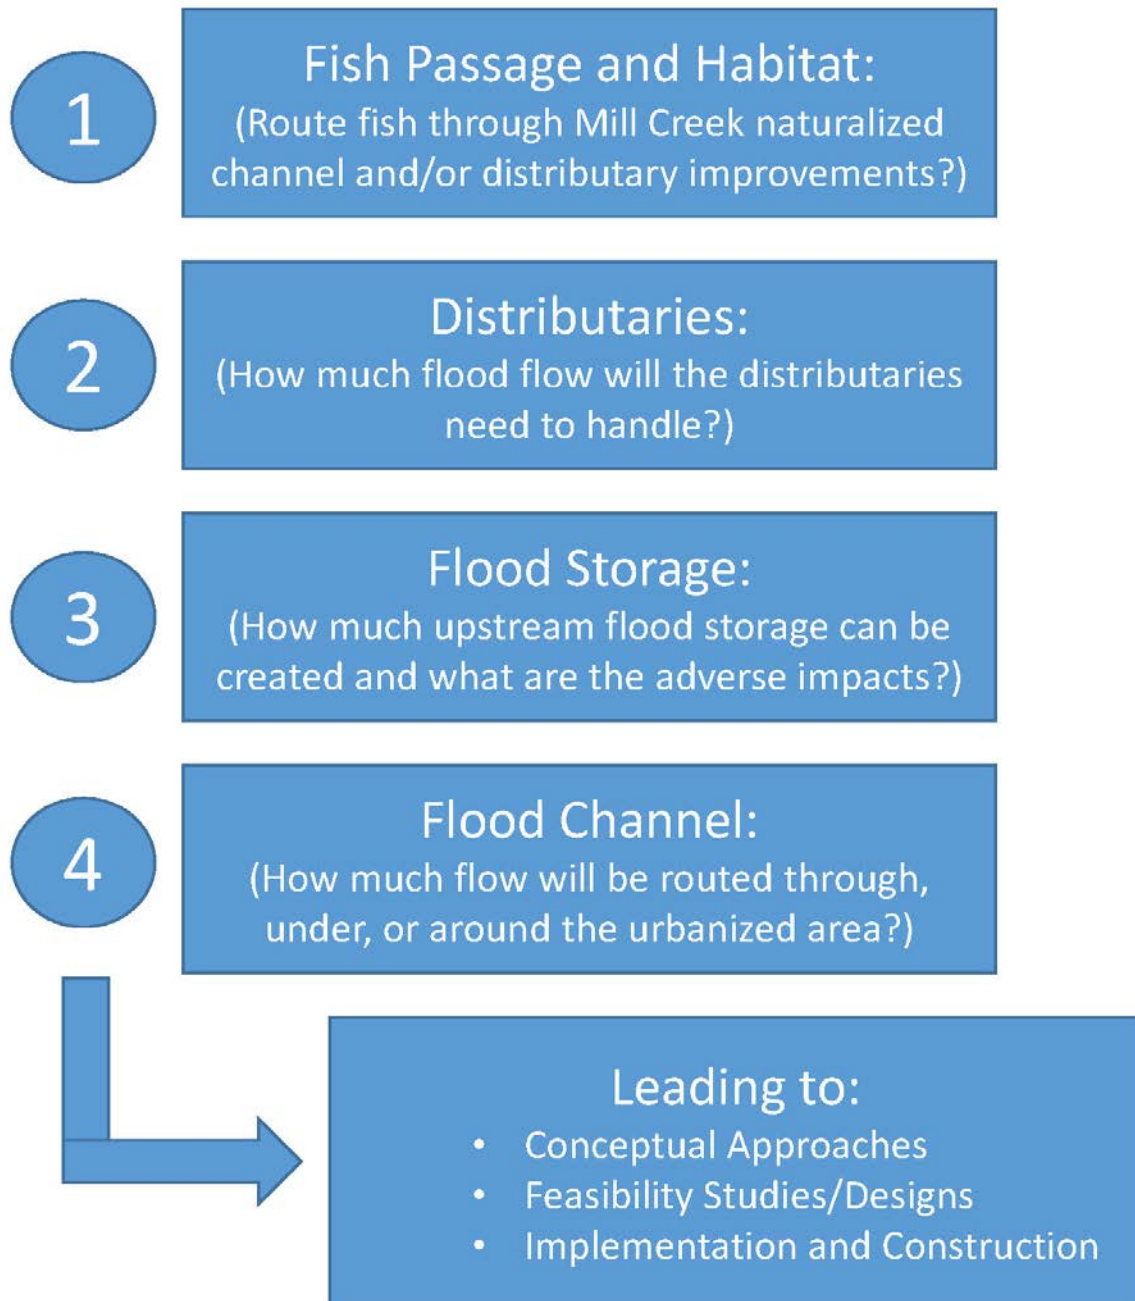 1
Fish Passage and Habitat:
(Route fish through Mill Creek naturalized
channel and/or distributary improvements?)
2
Distributaries:
(How much flood flow will the distributaries
need to handle?)
3
Flood Storage:
(How much upstream flood storage can be
created and what are the adverse impacts?)
4
Flood Channel:
(How much flow will be routed through,
under, or around the urbanized area?)
Leading to:
• Conceptual Approaches
• Feasibility Studies/Designs
• Implementation and Construction